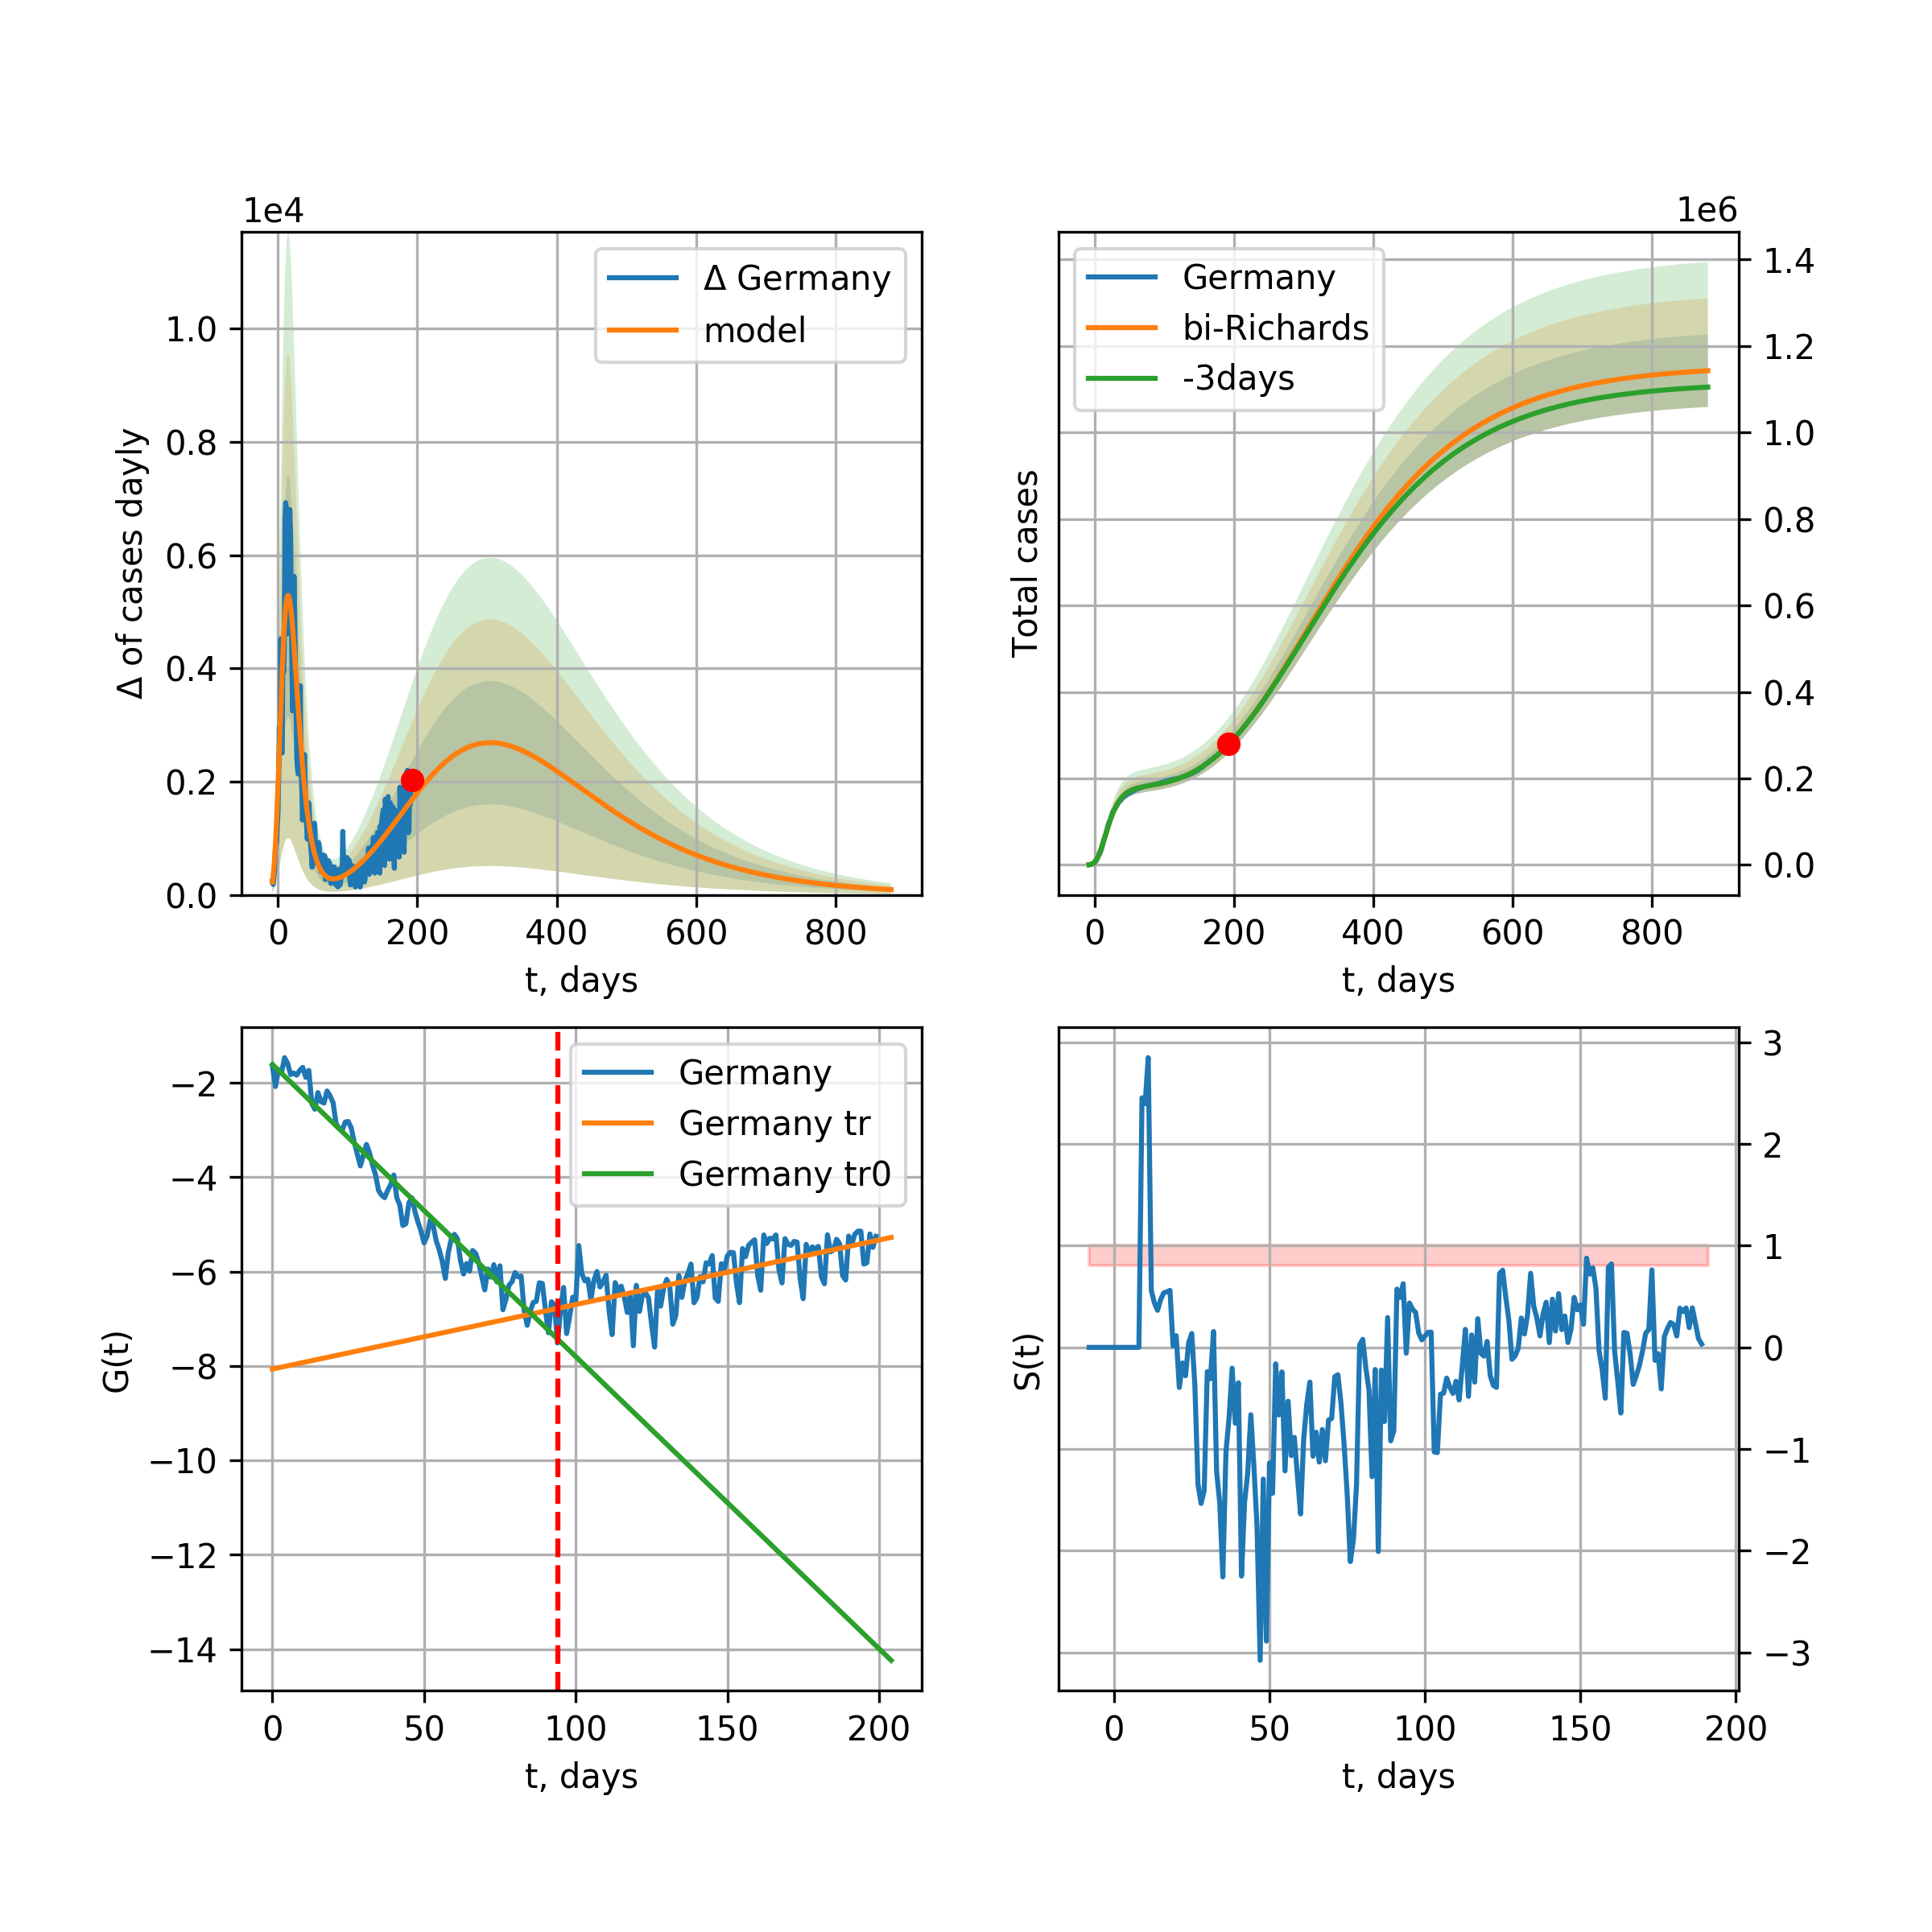 1e4
Δ of cases dayly
1.0
0.8
0.6
0.4
0.2
0.0
Δ Germany
model
0 200 400 600 800
t, days
1e6
Total cases
Germany
bi-Richards
-3days
1.4
1.2
1.0
0.8
0.6
0.4
0.2
0.0
0 200 400 600 800
t, days
G(t)
−2
−4
−6
−8
−10
−12
−14
Germany
Germany tr
Germany tr0
0 50 100 150 200
t, days
S(t)
3
2
1
0
−1
−2
−3
0 50 100 150 200
t, days